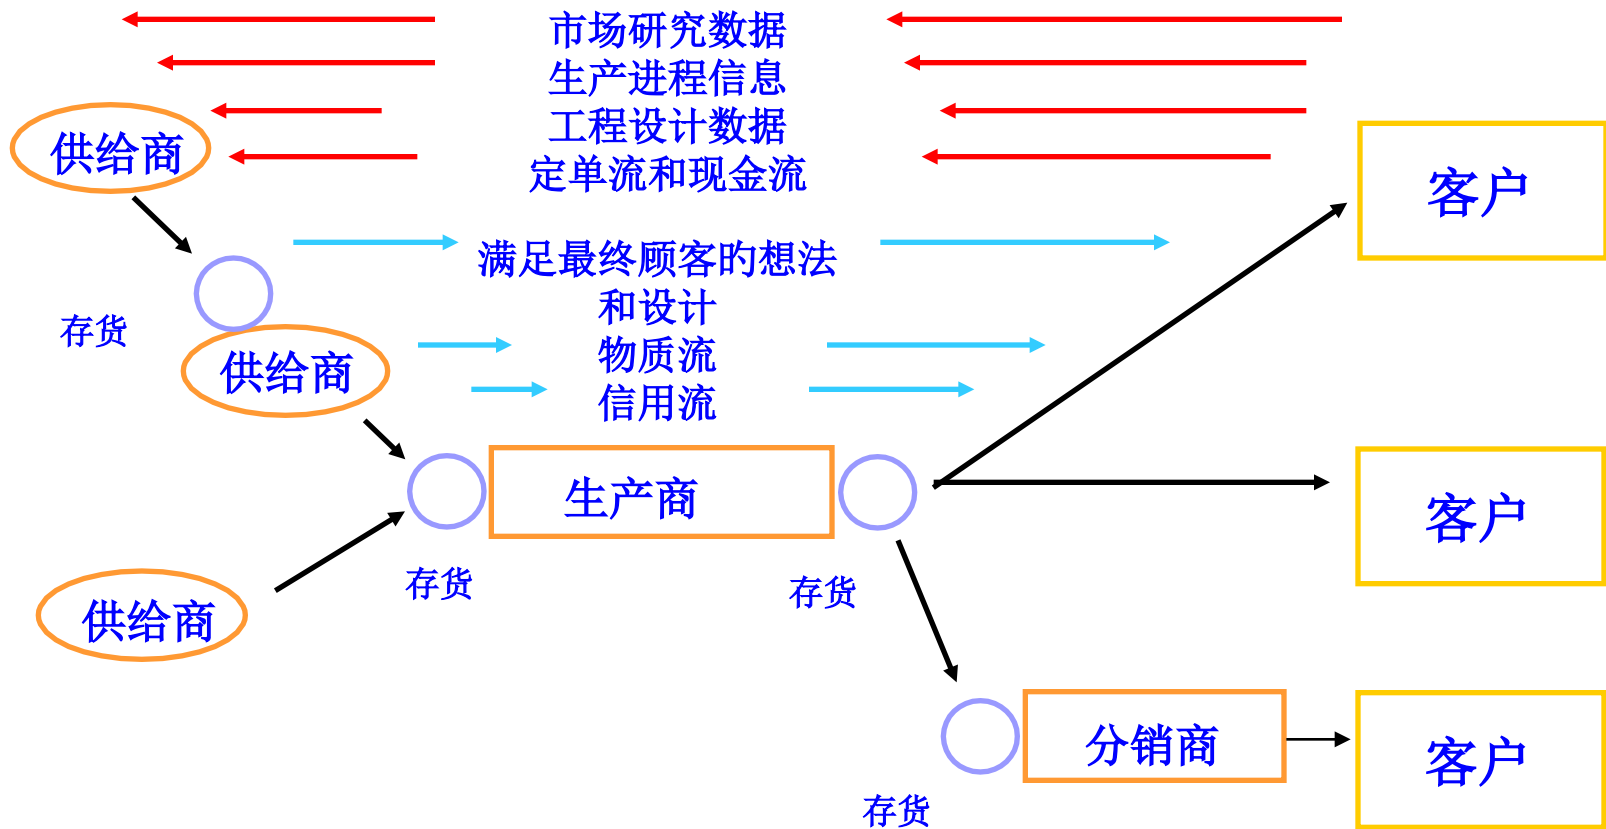 市场研究数据
生产进程信息
工程设计数据
定单流和现金流
供给商
客户
满足最终顾客旳想法
和设计
物质流
信用流
存货
供给商
生产商
客户
存货
存货
供给商
分销商
客户
存货